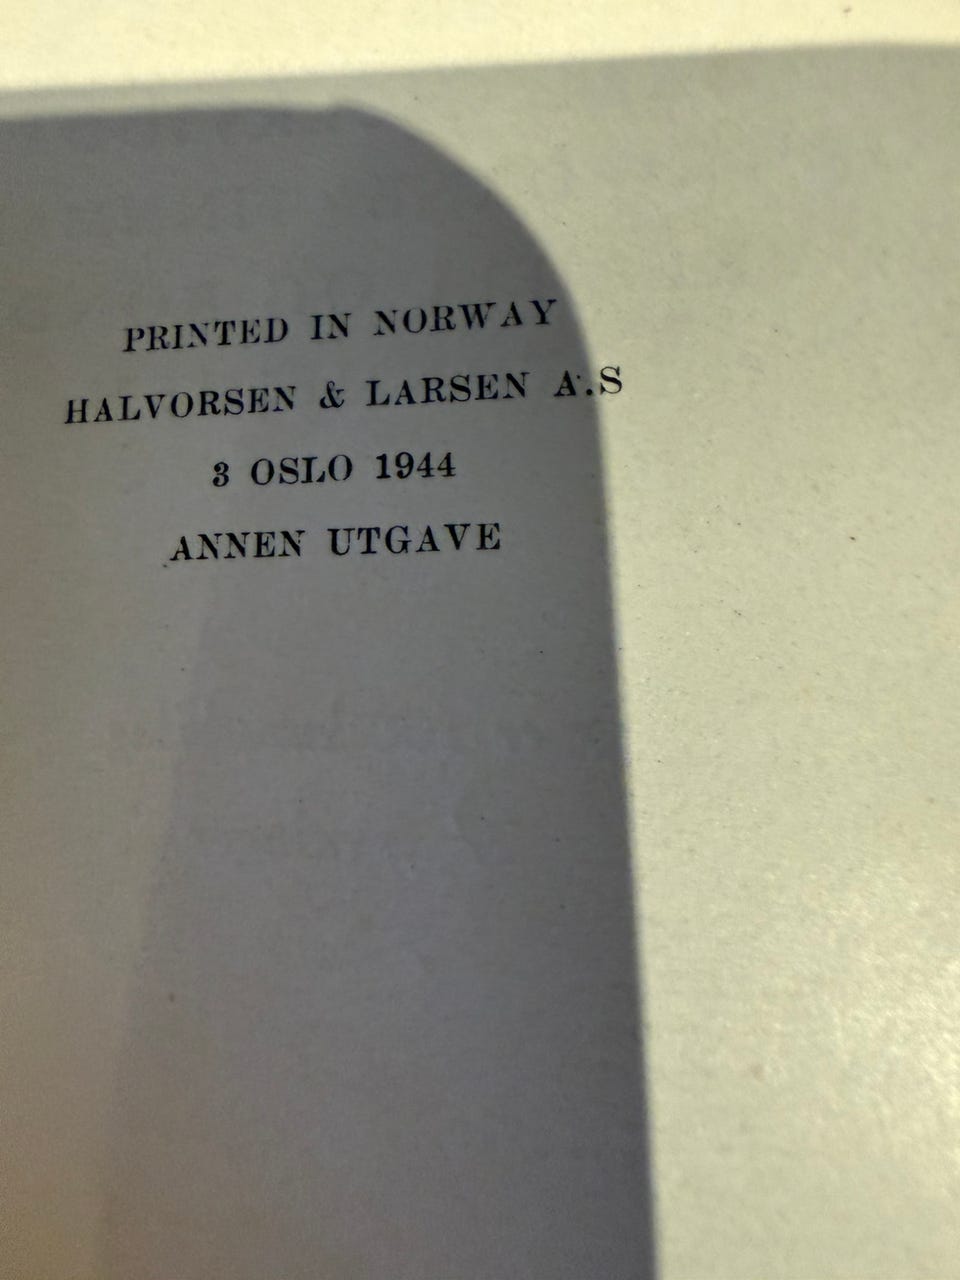 PRINTED IN NORWAY
HALVORSEN & LARSEN A.S
3 OSLO 1944
ANNEN UTGAVE